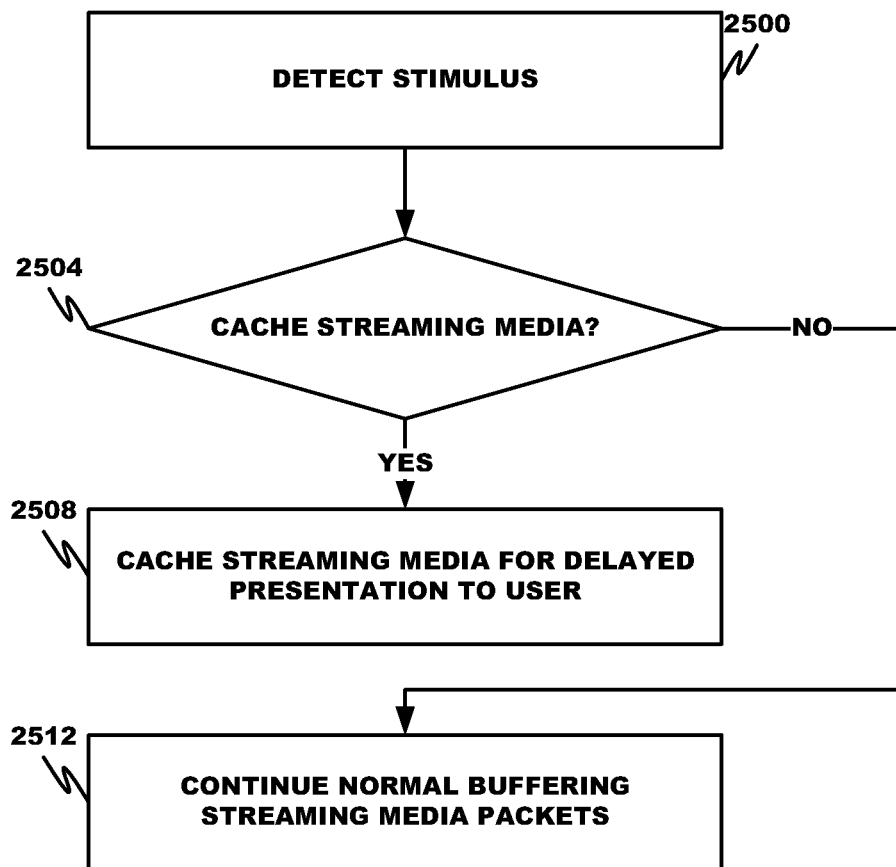 2500
DETECT STIMULUS
2504
CACHE STREAMING MEDIA?
NO
YES
2508
CACHE STREAMING MEDIA FOR DELAYED
PRESENTATION TO USER
2512
CONTINUE NORMAL BUFFERING
STREAMING MEDIA PACKETS